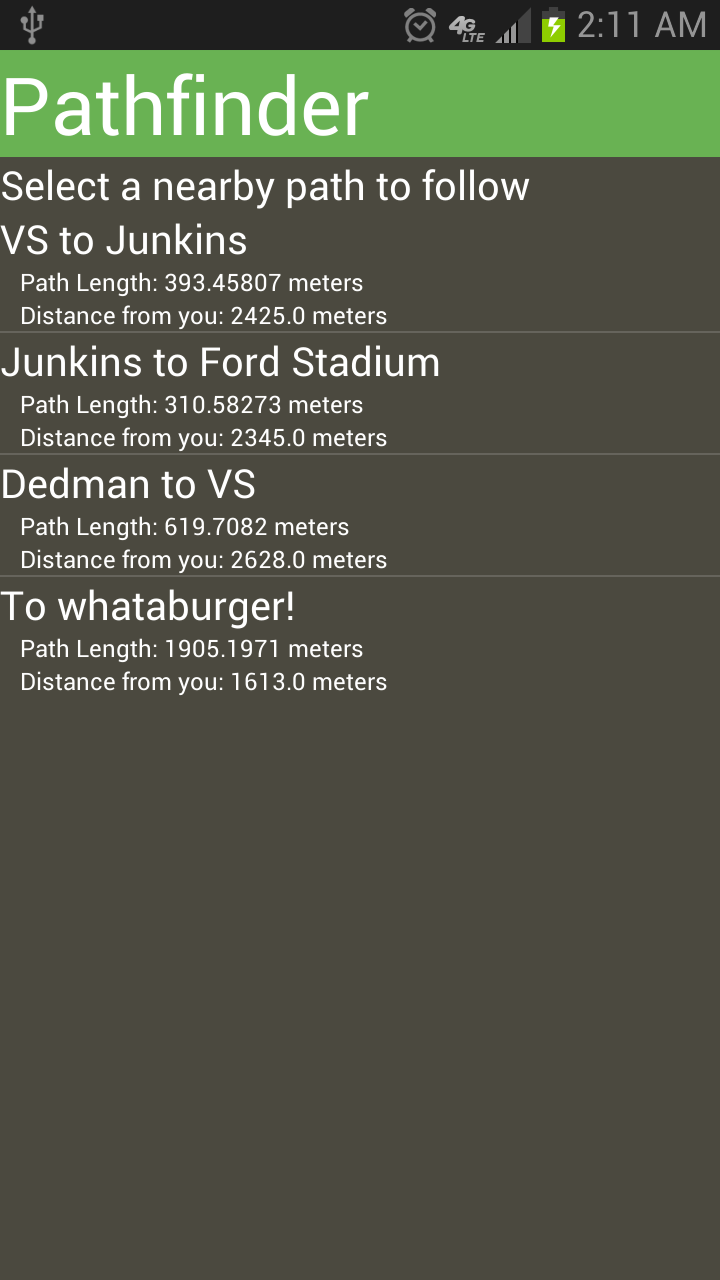 4G LTE 2:11 AM
Pathfinder
Select a nearby path to follow
VS to Junkins
Path Length: 393.45807 meters
Distance from you: 2425.0 meters
Junkins to Ford Stadium
Path Length: 310.58273 meters
Distance from you: 2345.0 meters
Dedman to VS
Path Length: 619.7082 meters
Distance from you: 2628.0 meters
To whataburger!
Path Length: 1905.1971 meters
Distance from you: 1613.0 meters